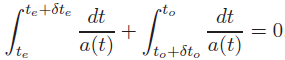 ∫_{t_e}^{t_e+δt_e} dt/a(t) + ∫_{t_o+δt_o}^{t_o} dt/a(t) = 0